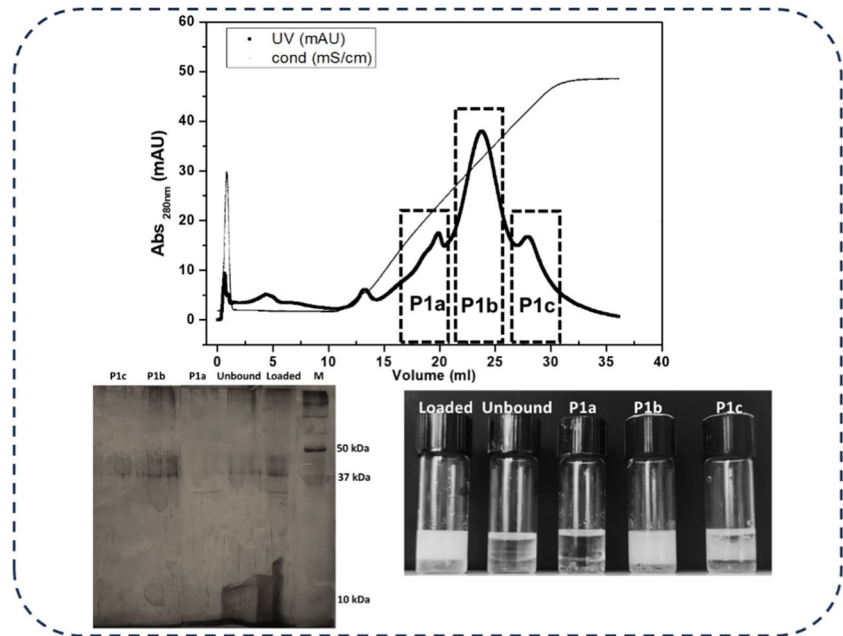 60
UV (mAU)
cond (mS/cm)
50
40
Abs 280nm (mAU)
30
20
10
P1a P1b P1c
0
0 5 10 15 20 25 30 35 40
Volume (ml)
P1c P1b P1a Unbound Loaded M
50 kDa
37 kDa
10 kDa
Loaded Unbound P1a P1b P1c